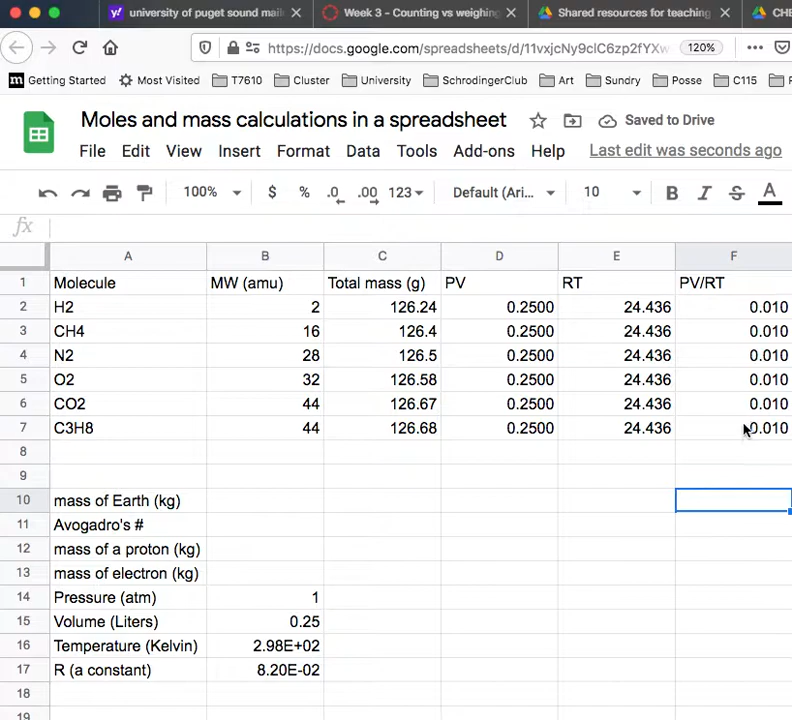 university of puget sound mail
Week 3 - Counting vs weighing
Shared resources for teaching
CHE
https://docs.google.com/spreadsheets/d/11vxjcNy9clC6zp2fYXw
120%
Getting Started
Most Visited
T7610
Cluster
University
SchrodingerClub
Art
Sundry
Posse
C115
Moles and mass calculations in a spreadsheet
Saved to Drive
File Edit View Insert Format Data Tools Add-ons Help Last edit was seconds ago
100% $ % .0 .00 123 Default (Ari... 10 B I S A
fx
A B C D E F
1 Molecule MW (amu) Total mass (g) PV RT PV/RT
2 H2 2 126.24 0.2500 24.436 0.010
3 CH4 16 126.4 0.2500 24.436 0.010
4 N2 28 126.5 0.2500 24.436 0.010
5 O2 32 126.58 0.2500 24.436 0.010
6 CO2 44 126.67 0.2500 24.436 0.010
7 C3H8 44 126.68 0.2500 24.436 0.010
8
9
10 mass of Earth (kg)
11 Avogadro's #
12 mass of a proton (kg)
13 mass of electron (kg)
14 Pressure (atm) 1
15 Volume (Liters) 0.25
16 Temperature (Kelvin) 2.98E+02
17 R (a constant) 8.20E-02
18
19